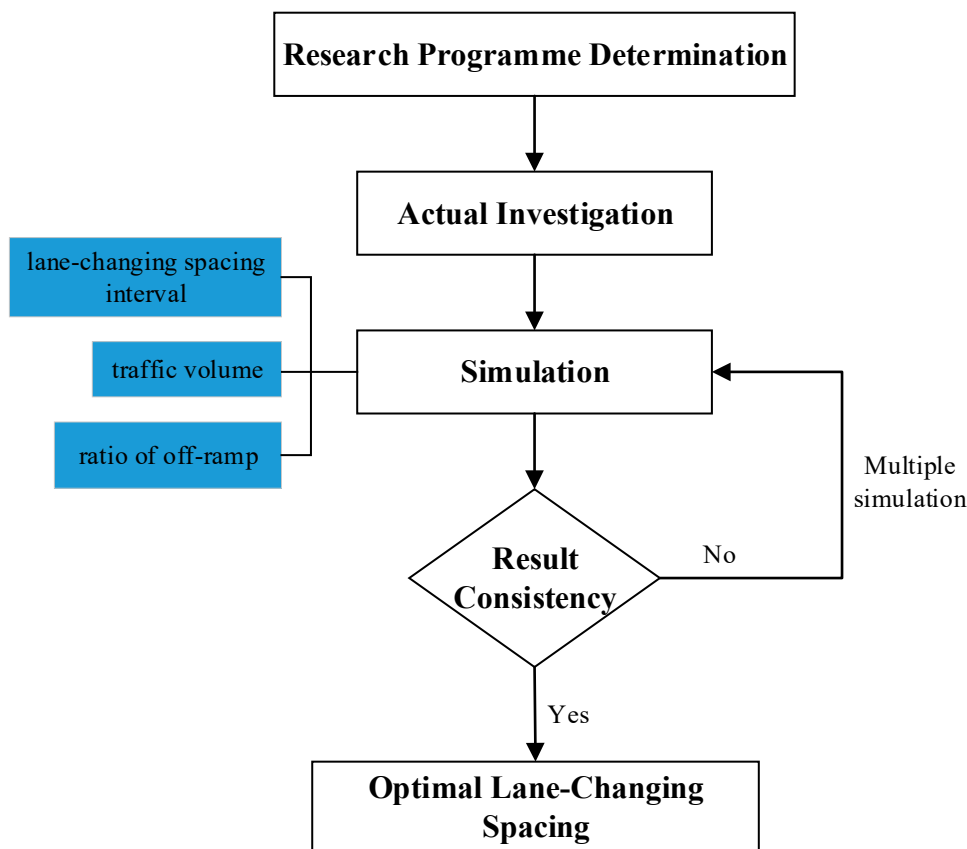 Research Programme Determination
Actual Investigation
lane-changing spacing
interval
traffic volume
Simulation
ratio of off-ramp
Multiple
simulation
No
Result
Consistency
Yes
Optimal Lane-Changing
Spacing